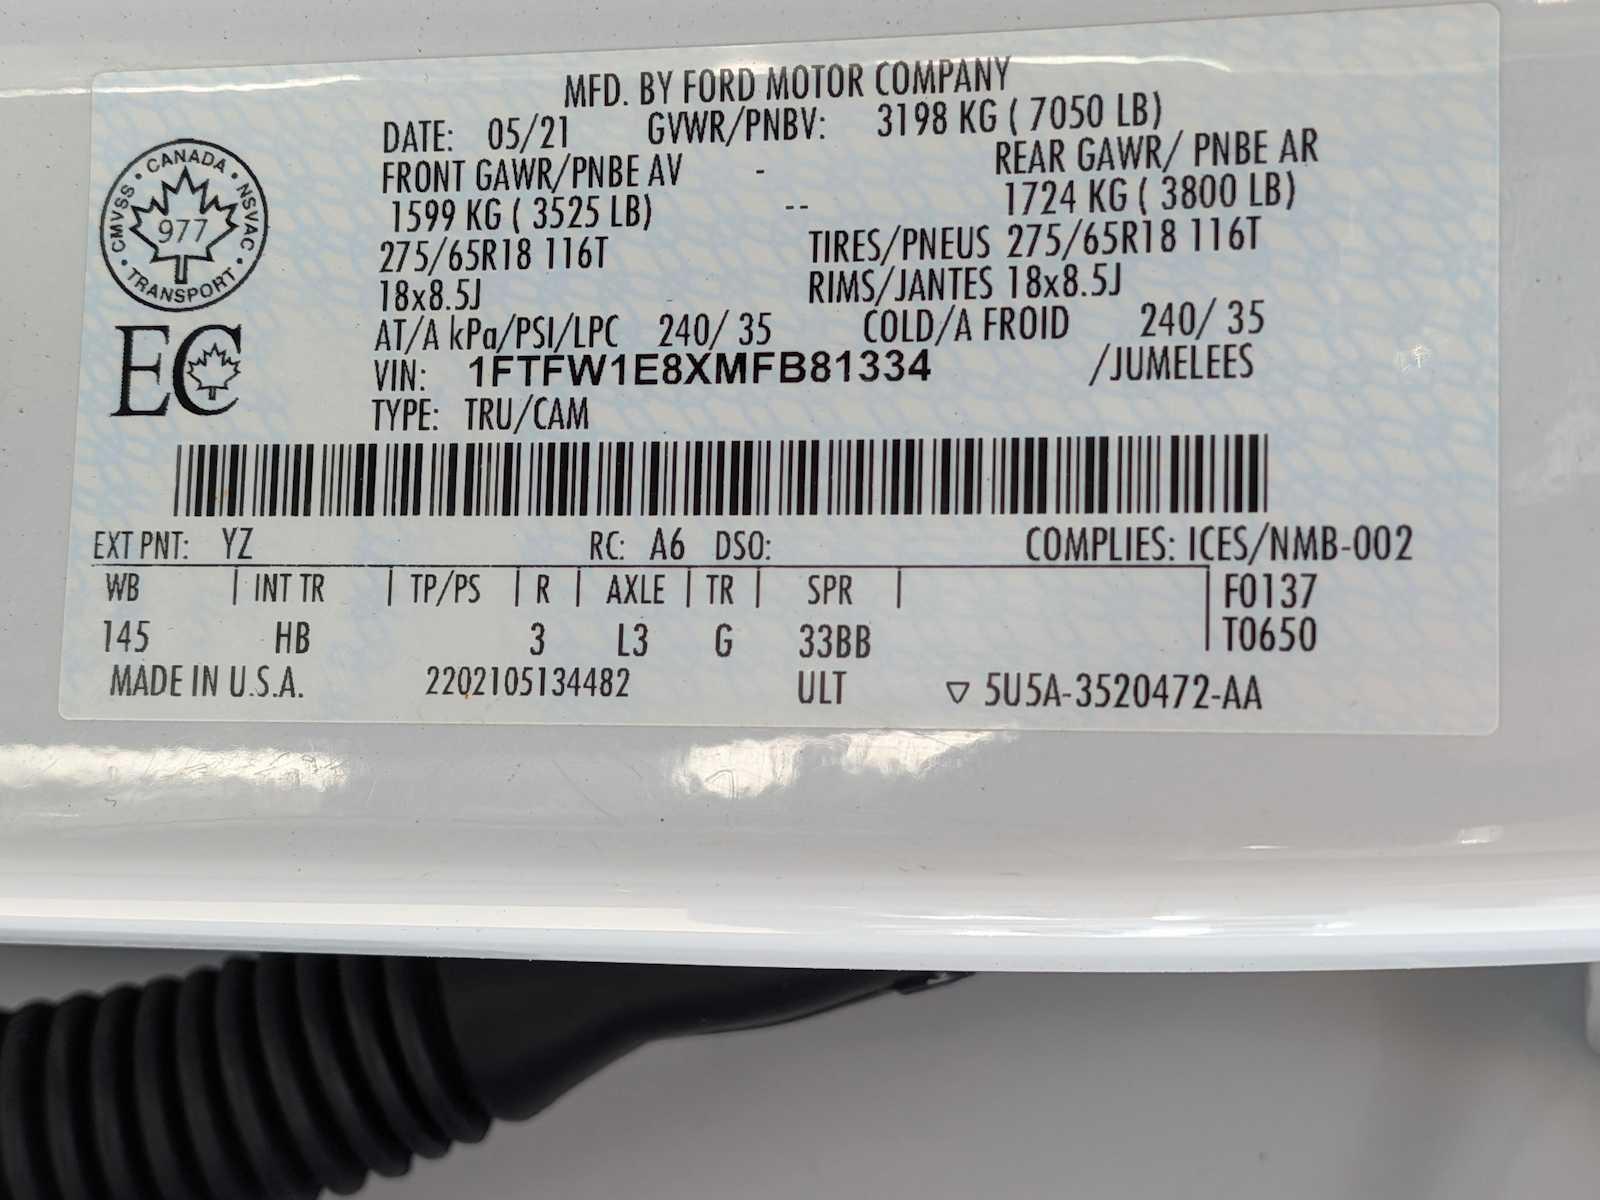 MFD. BY FORD MOTOR COMPANY
DATE: 05/21 GVWR/PNBV: 3198 KG ( 7050 LB)
FRONT GAWR/PNBE AV - REAR GAWR/ PNBE AR
1599 KG ( 3525 LB) -- 1724 KG ( 3800 LB)
275/65R18 116T TIRES/PNEUS 275/65R18 116T
18x8.5J RIMS/JANTES 18x8.5J
AT/A kPa/PSI/LPC 240/ 35 COLD/A FROID 240/ 35
VIN: 1FTFW1E8XMFB81334 /JUMELEES
TYPE: TRU/CAM
CANADA • NSVAC • TRANSPORT • CMVSS •
977
EC
EXT PNT: YZ RC: A6 DSO: COMPLIES: ICES/NMB-002
WB | INT TR | TP/PS | R | AXLE | TR | SPR | F0137
145 HB 3 L3 G 33BB T0650
MADE IN U.S.A. 2202105134482 ULT ▽ 5U5A-3520472-AA